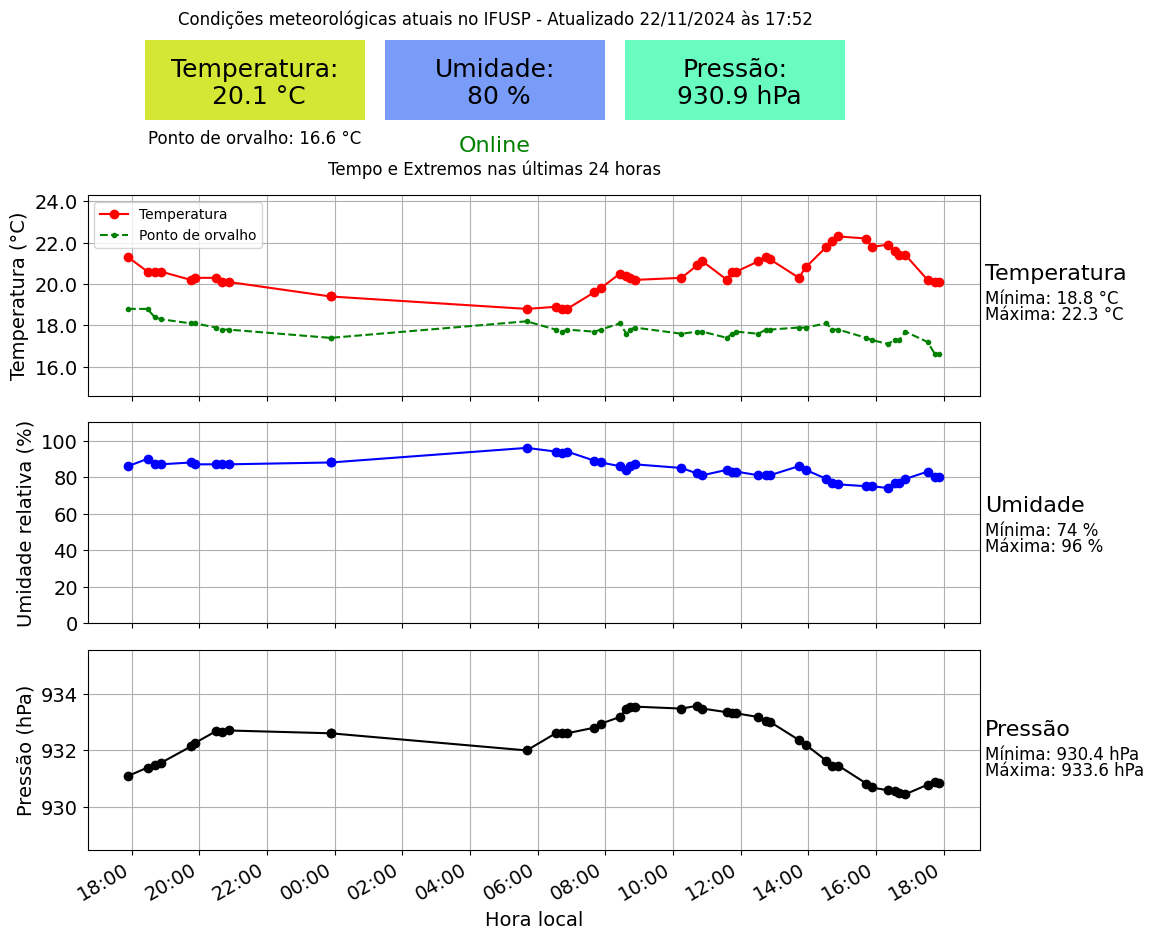 Condições meteorológicas atuais no IFUSP - Atualizado 22/11/2024 às 17:52
Temperatura:
20.1 °C
Umidade:
80 %
Pressão:
930.9 hPa
Ponto de orvalho: 16.6 °C
Online
Tempo e Extremos nas últimas 24 horas
Temperatura (°C)
24.0
22.0
20.0
18.0
16.0
Temperatura
Ponto de orvalho
Temperatura
Mínima: 18.8 °C
Máxima: 22.3 °C
Umidade relativa (%)
100
80
60
40
20
0
Umidade
Mínima: 74 %
Máxima: 96 %
Pressão (hPa)
934
932
930
Pressão
Mínima: 930.4 hPa
Máxima: 933.6 hPa
18:00 20:00 22:00 00:00 02:00 04:00 06:00 08:00 10:00 12:00 14:00 16:00 18:00
Hora local